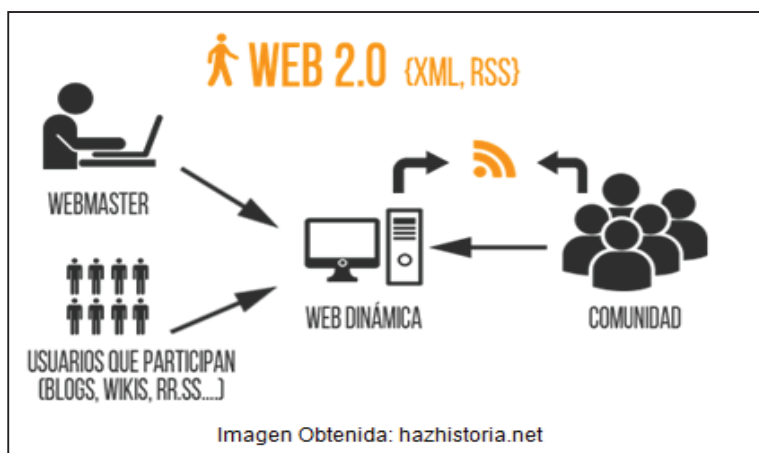 WEB 2.0 {XML, RSS}
WEBMASTER
WEB DINÁMICA
COMUNIDAD
USUARIOS QUE PARTICIPAN
(BLOGS, WIKIS, RR.SS....)
Imagen Obtenida: hazhistoria.net